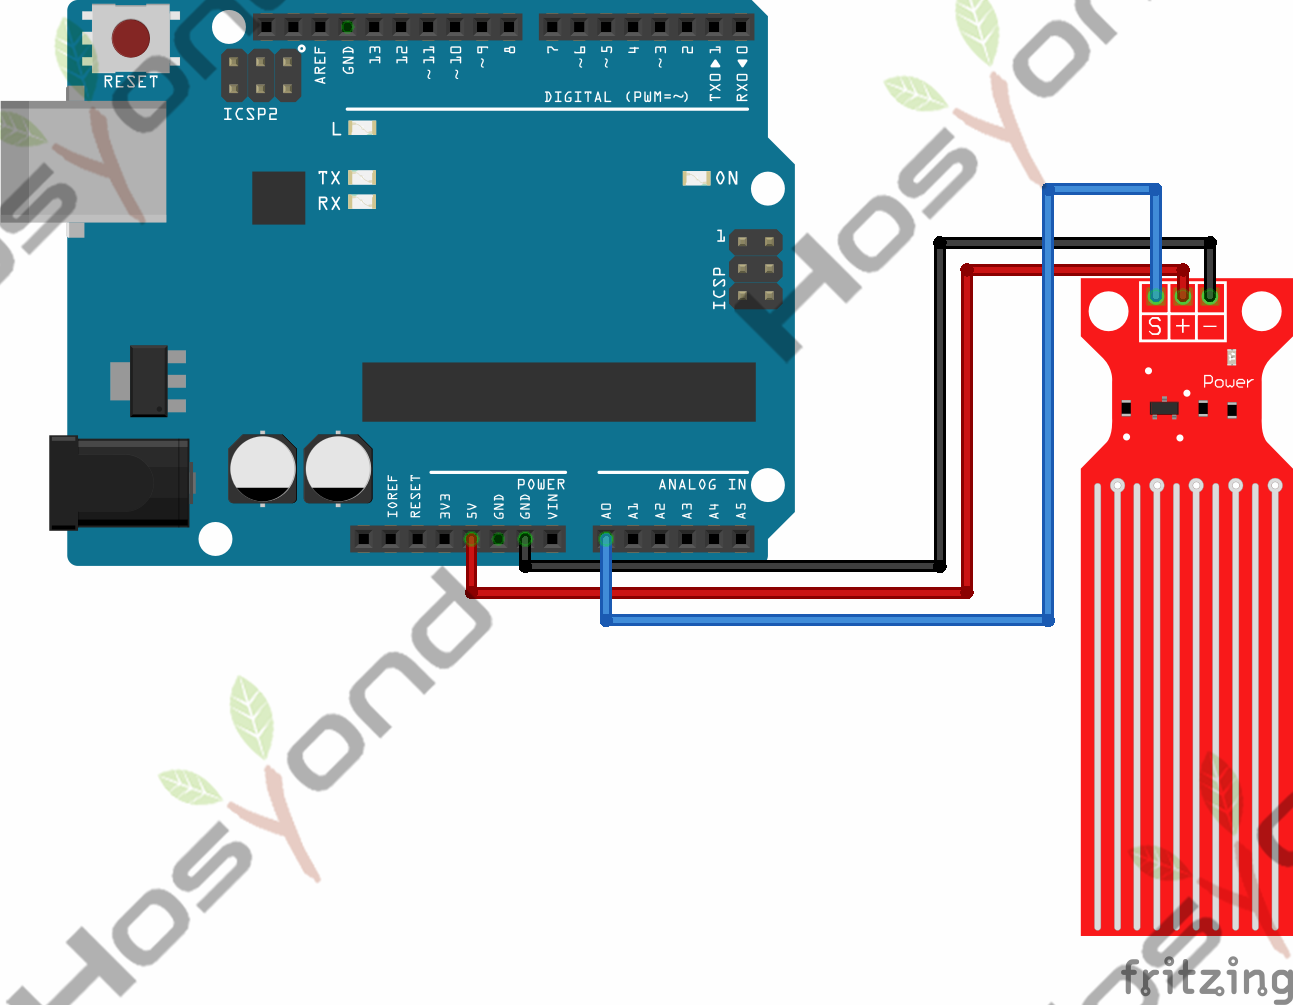 RESET
ICSP2
AREF
GND
13
12
~11
~10
~9
8
7
~6
~5
4
~3
2
TX0▶1
RX0◀0
DIGITAL (PWM=~)
L
TX
RX
ON
1
ICSP
S + −
Power
POWER
ANALOG IN
IOREF
RESET
3V3
5V
GND
GND
VIN
A0
A1
A2
A3
A4
A5
HOSYOND
HOSYOND
HOSYOND
fritzing